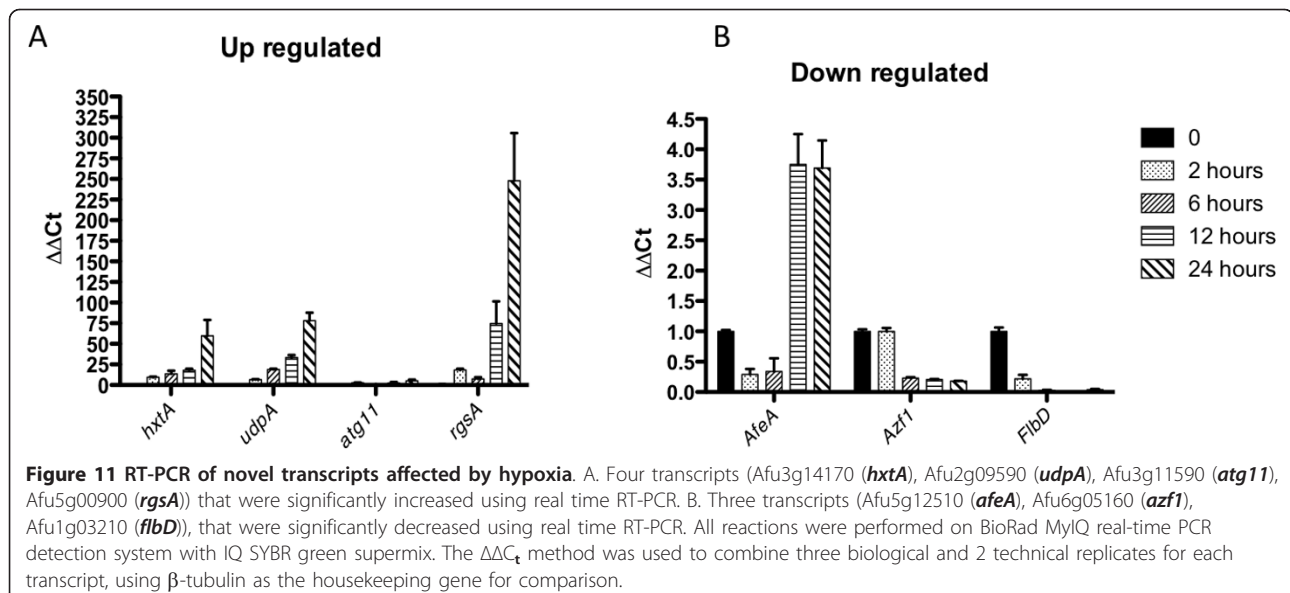 A
Up regulated
350
325
300
275
250
225
200
175
150
125
100
75
50
25
0
ΔΔCt
hxtA
udpA
atg11
rgsA
B
Down regulated
4.5
4.0
3.5
3.0
2.5
2.0
1.5
1.0
0.5
0.0
ΔΔCt
AfeA
Azf1
FlbD
0
2 hours
6 hours
12 hours
24 hours
Figure 11 RT-PCR of novel transcripts affected by hypoxia. A. Four transcripts (Afu3g14170 (hxtA), Afu2g09590 (udpA), Afu3g11590 (atg11),
Afu5g00900 (rgsA)) that were significantly increased using real time RT-PCR. B. Three transcripts (Afu5g12510 (afeA), Afu6g05160 (azf1),
Afu1g03210 (flbD)), that were significantly decreased using real time RT-PCR. All reactions were performed on BioRad MyIQ real-time PCR
detection system with IQ SYBR green supermix. The ΔΔCt method was used to combine three biological and 2 technical replicates for each
transcript, using β-tubulin as the housekeeping gene for comparison.